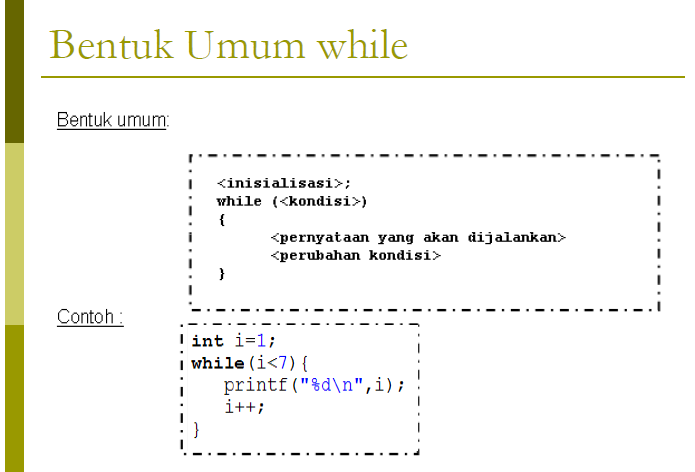 Bentuk Umum while
Bentuk umum:
<inisialisasi>;
while (<kondisi>)
{
<pernyataan yang akan dijalankan>
<perubahan kondisi>
}
Contoh :
int i=1;
while(i<7){
printf("%d\n",i);
i++;
}